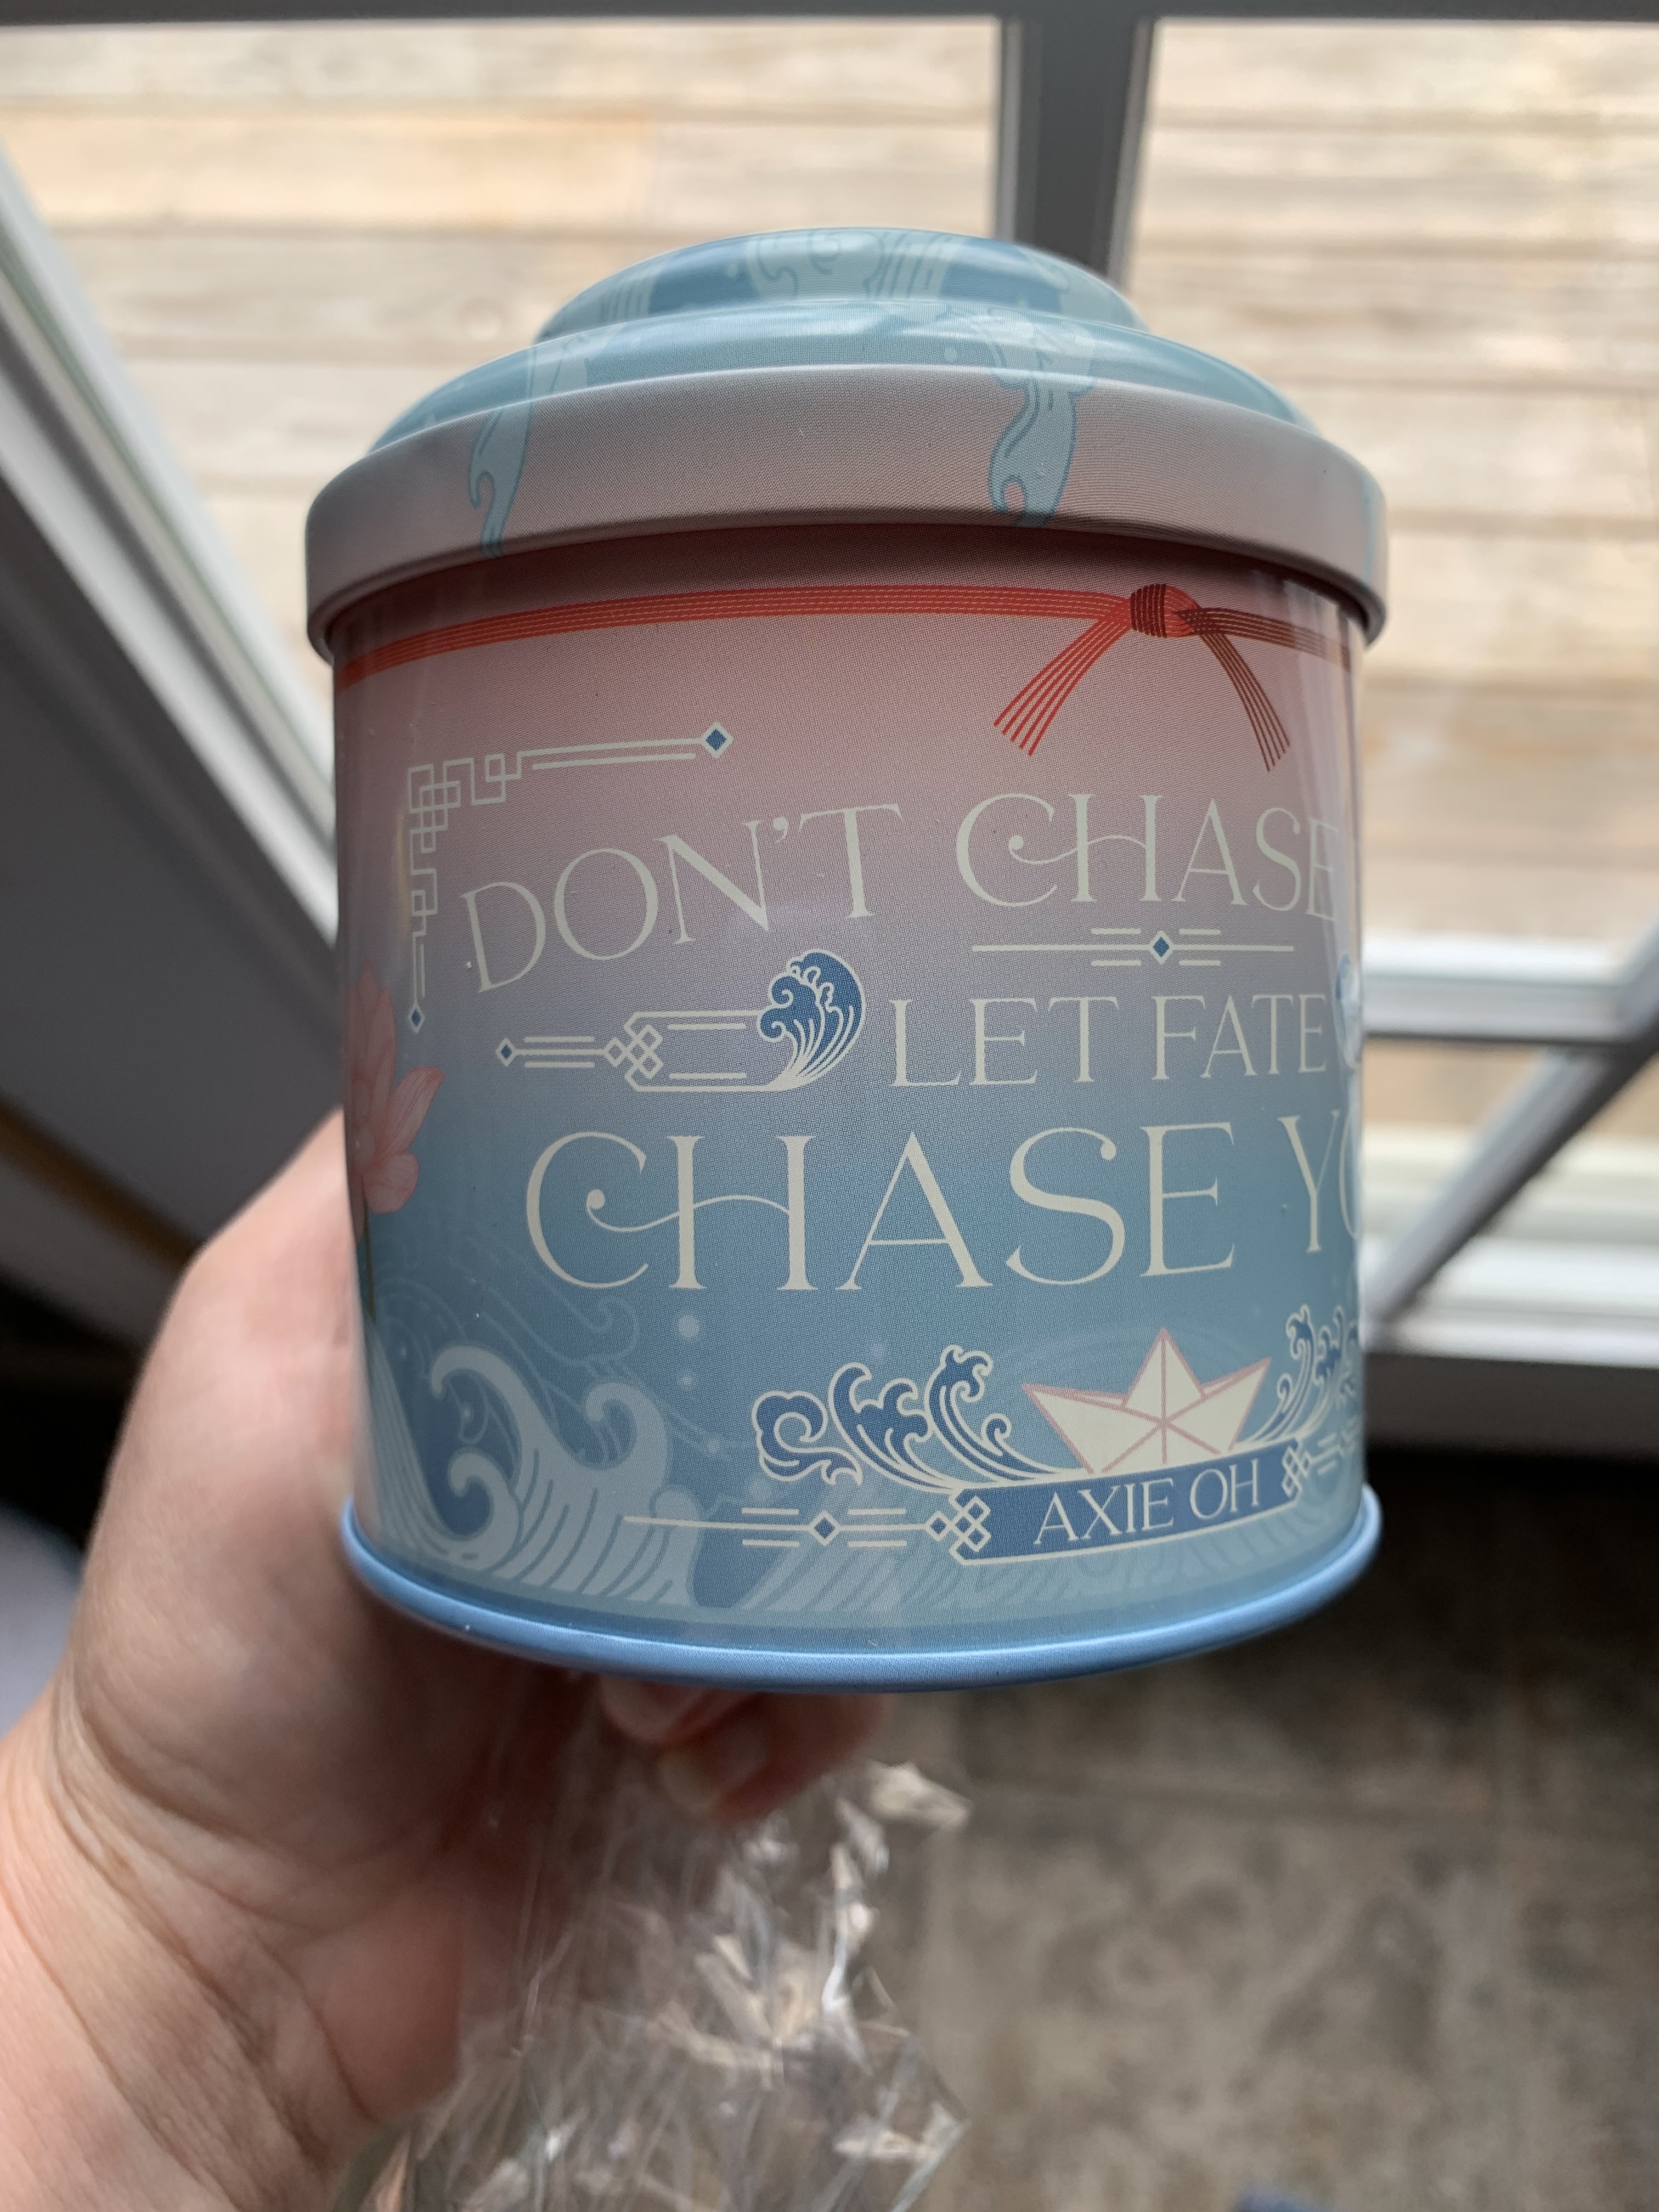 DON'T CHASE
LET FATE
CHASE
AXIE OH